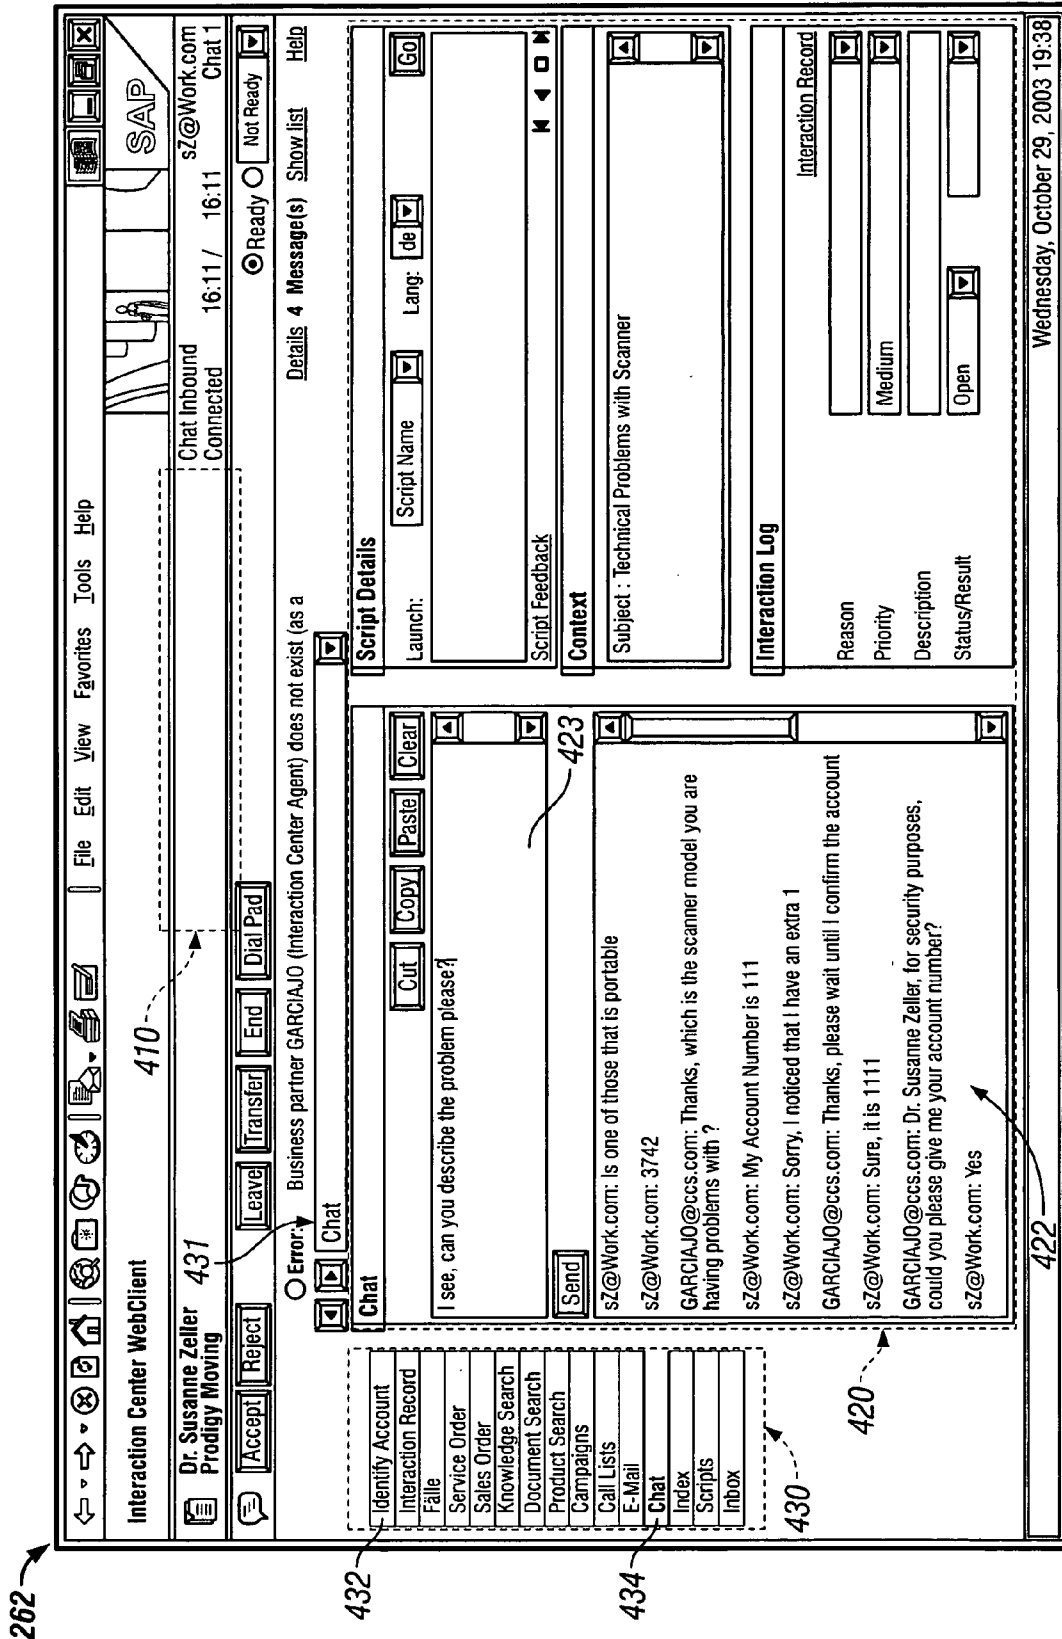 262
File Edit View Favorites Tools Help
Interaction Center WebClient
410
SAP
Dr. Susanne Zeller
Prodigy Moving
431
Chat Inbound
Connected
16:11 / 16:11
sZ@Work.com
Chat 1
Accept Reject Leave Transfer End Dial Pad
Ready Not Ready
Error: Business partner GARCIAJO (Interaction Center Agent) does not exist (as a Details 4 Message(s) Show list Help
Chat
432
Identify Account
Interaction Record
Fälle
Service Order
Sales Order
Knowledge Search
Document Search
Product Search
Campaigns
Call Lists
E-Mail
Chat
Index
Scripts
Inbox
434
430
Chat
Cut Copy Paste Clear
I see, can you describe the problem please?
423
Send
sZ@Work.com: Is one of those that is portable
sZ@Work.com: 3742
GARCIAJO@ccs.com: Thanks, which is the scanner model you are
having problems with ?
sZ@Work.com: My Account Number is 111
sZ@Work.com: Sorry, I noticed that I have an extra 1
GARCIAJO@ccs.com: Thanks, please wait until I confirm the account
sZ@Work.com: Sure, it is 1111
GARCIAJO@ccs.com: Dr. Susanne Zeller, for security purposes,
could you please give me your account number?
sZ@Work.com: Yes
420
422
Script Details
Launch: Script Name Lang: de Go
Script Feedback
Context
Subject : Technical Problems with Scanner
Interaction Log
Interaction Record
Reason
Priority Medium
Description
Status/Result Open
Wednesday, October 29, 2003 19:38